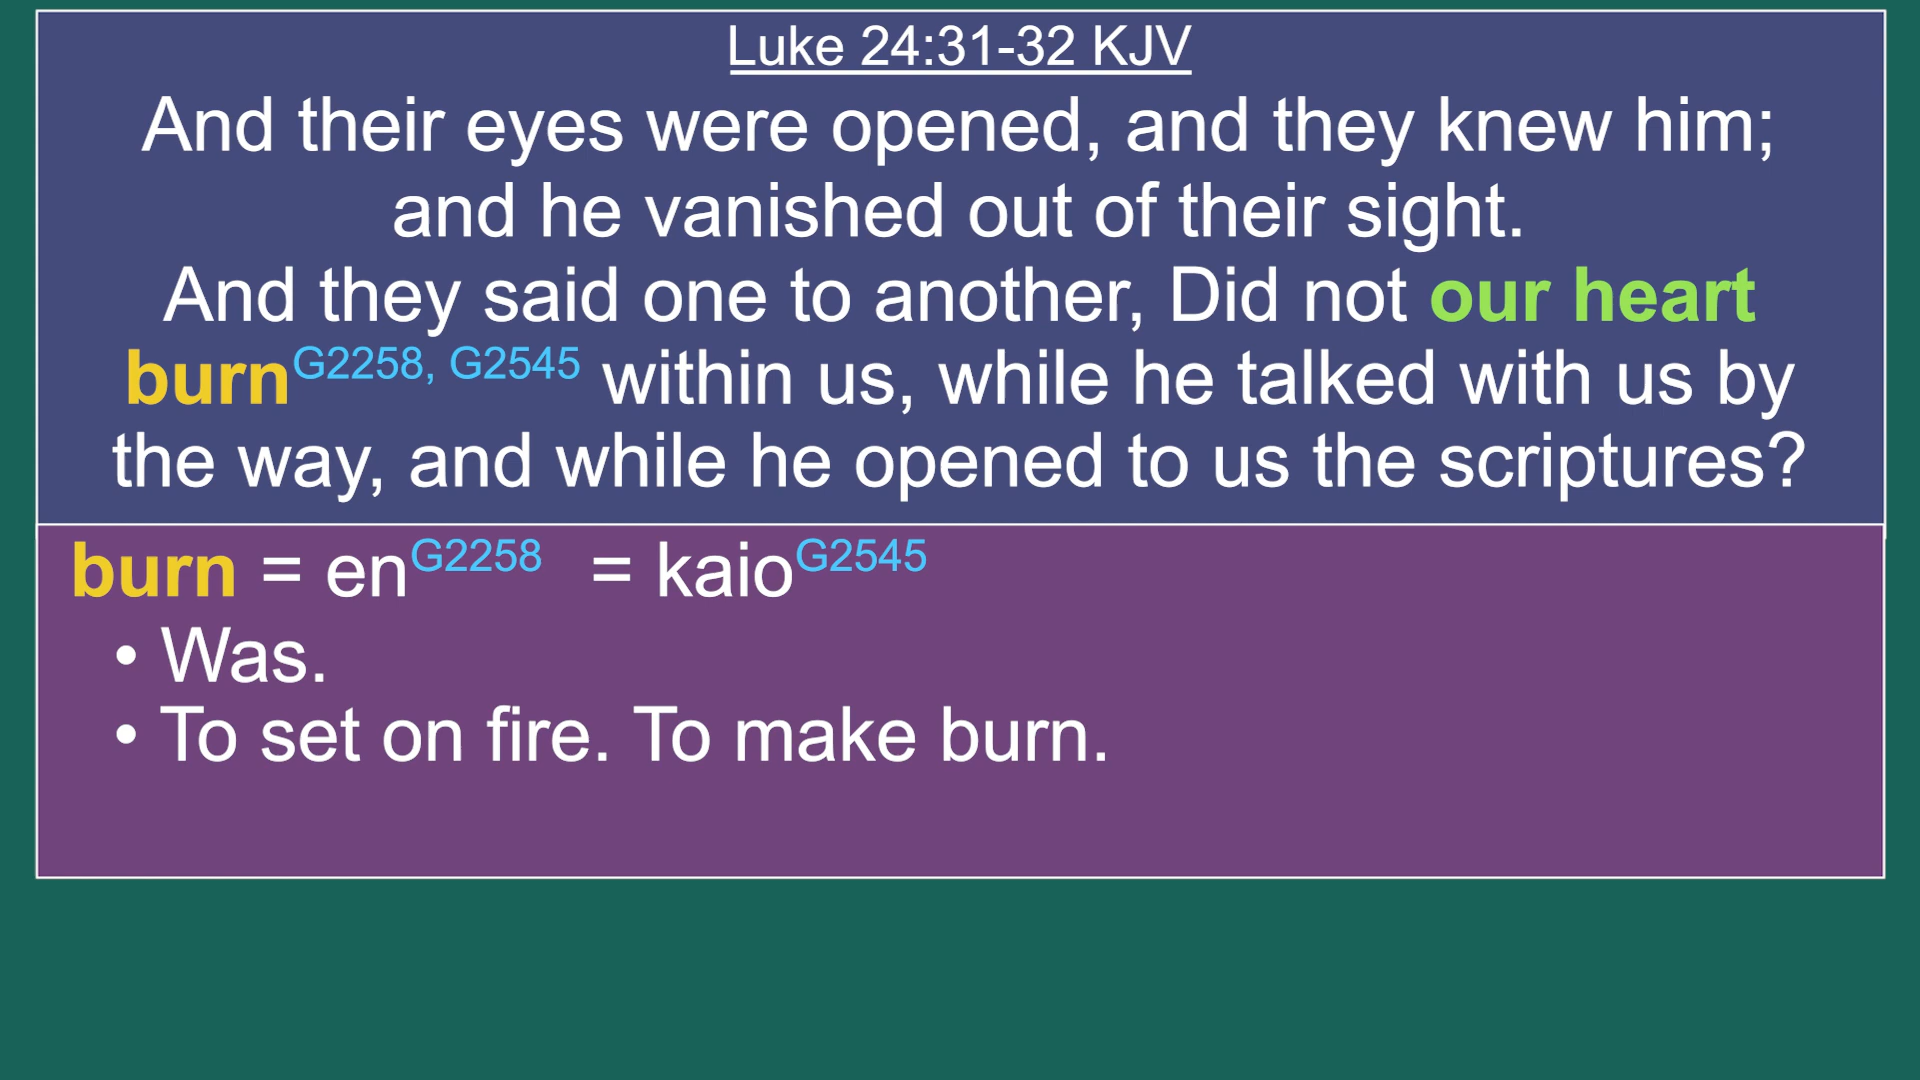 Luke 24:31-32 KJV
And their eyes were opened, and they knew him;
and he vanished out of their sight.
And they said one to another, Did not our heart
burnG2258, G2545 within us, while he talked with us by
the way, and while he opened to us the scriptures?
burn = enG2258 = kaioG2545
• Was.
• To set on fire. To make burn.